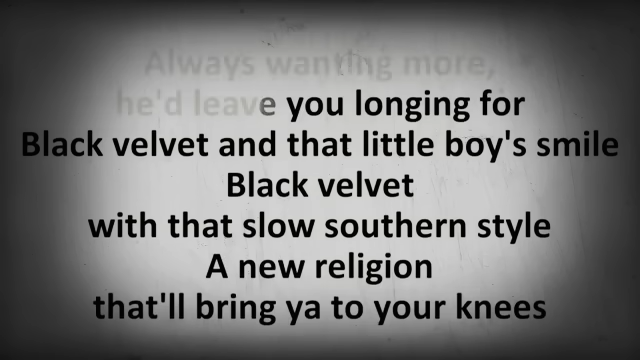 Always wanting more,
he'd leave you longing for
Black velvet and that little boy's smile
Black velvet
with that slow southern style
A new religion
that'll bring ya to your knees